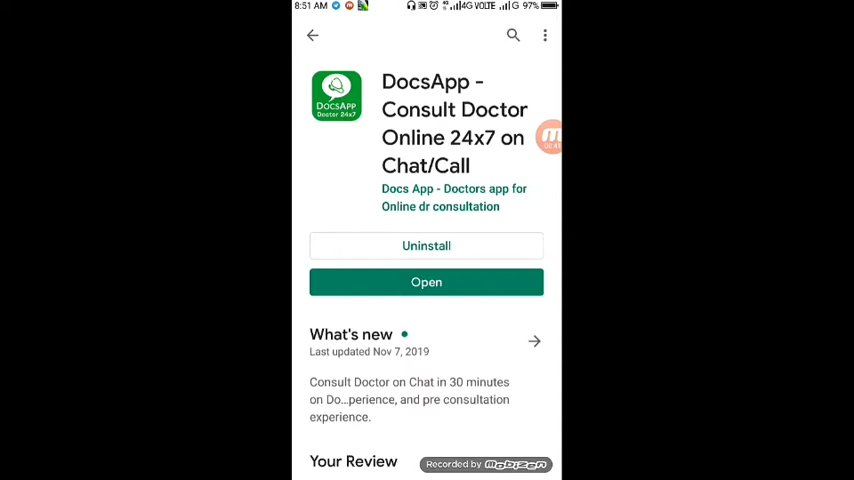 8:51 AM 4G VOLTE G 97%
DOCSAPP
Doctor 24x7
DocsApp -
Consult Doctor
Online 24x7 on
Chat/Call
Docs App - Doctors app for
Online dr consultation
Uninstall
Open
What's new
Last updated Nov 7, 2019
Consult Doctor on Chat in 30 minutes
on Do...perience, and pre consultation
experience.
Your Review
Recorded by mobizen